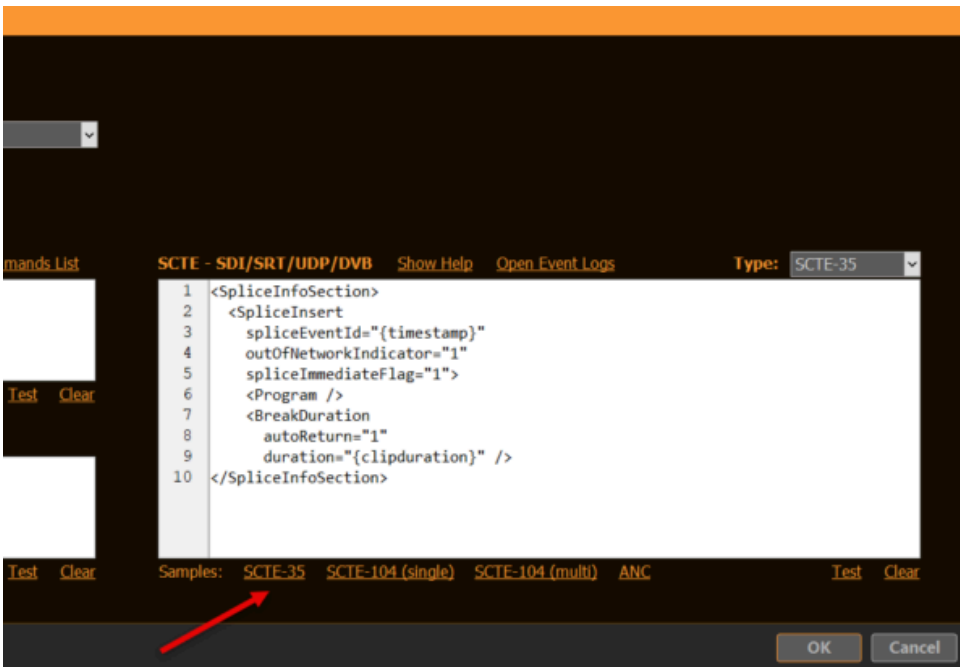 mands List
SCTE - SDI/SRT/UDP/DVB Show Help Open Event Logs Type: SCTE-35
1 <SpliceInfoSection>
2 <SpliceInsert
3 spliceEventId="{timestamp}"
4 outOfNetworkIndicator="1"
5 spliceImmediateFlag="1">
6 <Program />
7 <BreakDuration
8 autoReturn="1"
9 duration="{clipduration}" />
10 </SpliceInfoSection>
Test Clear
Test Clear
Samples: SCTE-35 SCTE-104 (single) SCTE-104 (multi) ANC Test Clear
OK Cancel